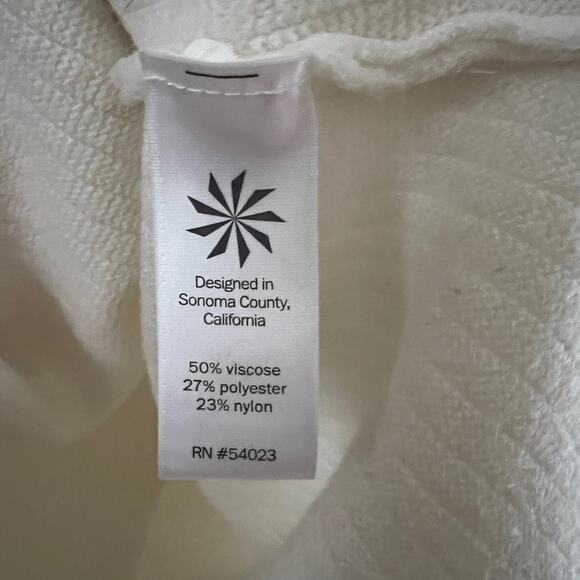 Designed in
Sonoma County,
California
50% viscose
27% polyester
23% nylon
RN #54023